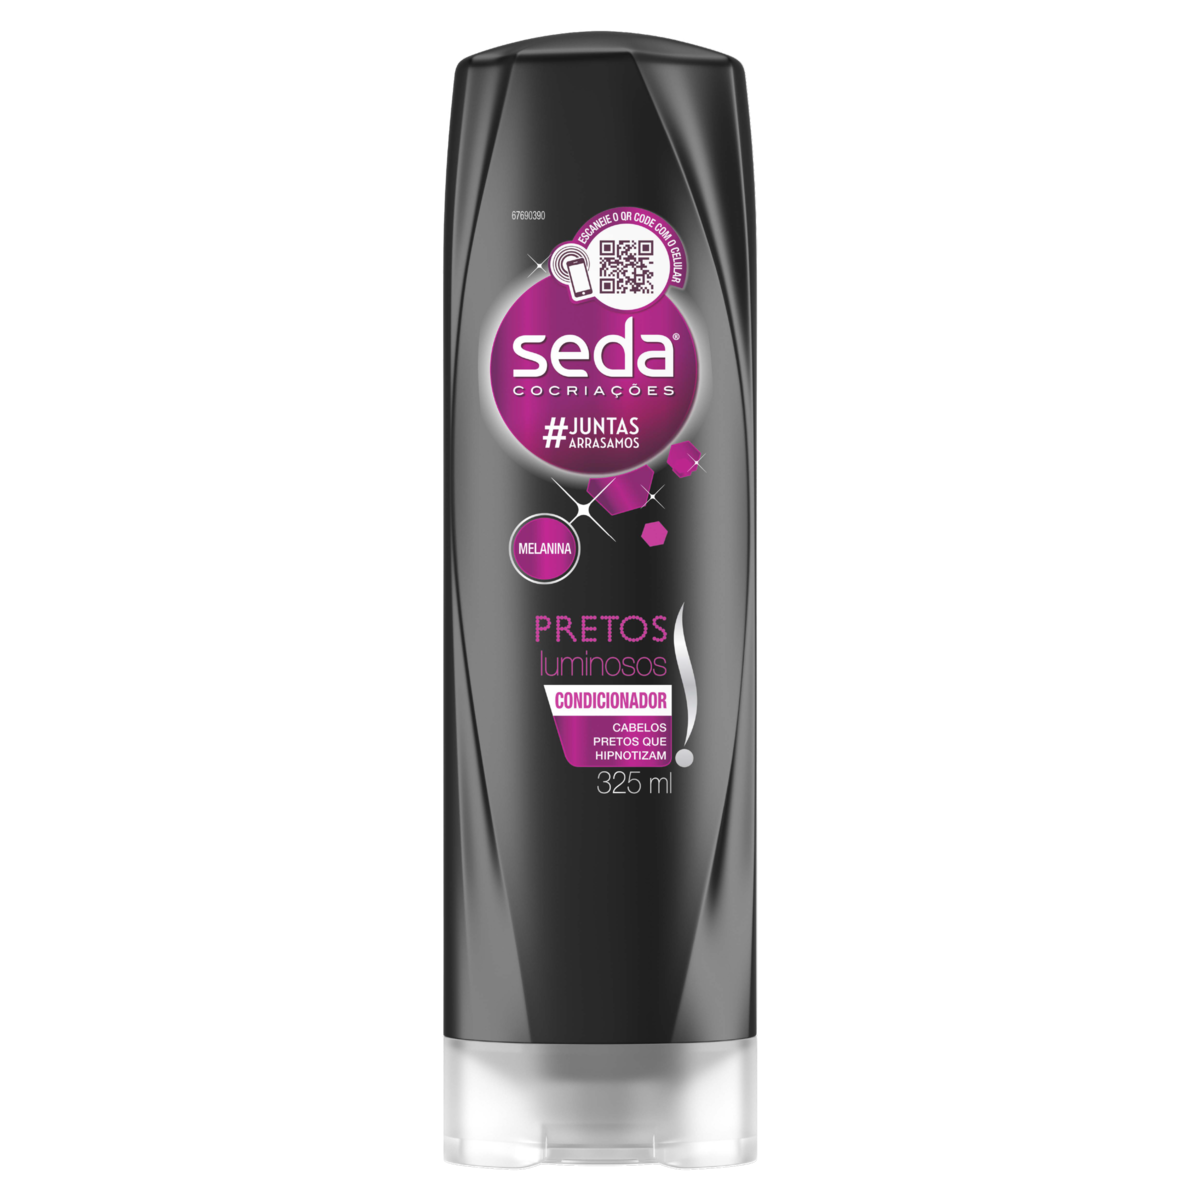 67690390
ESCANEIE O QR CODE COM O CELULAR
seda®
COCRIAÇÕES
#JUNTAS
ARRASAMOS
MELANINA
PRETOS
luminosos
CONDICIONADOR
CABELOS
PRETOS QUE
HIPNOTIZAM
325 ml